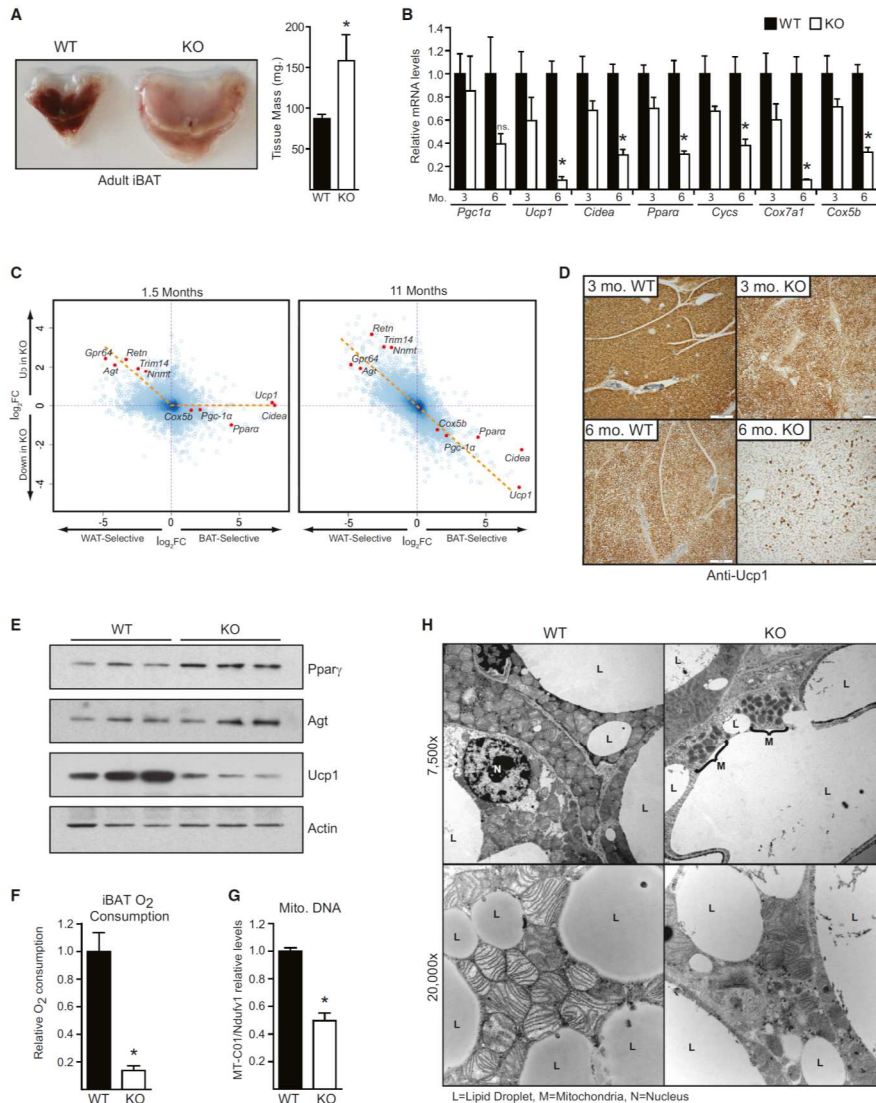 A
WT
KO
Adult iBAT
Tissue Mass (mg.)
200
150
100
50
*
WT
KO
B
WT
KO
Relative mRNA levels
1.4
1.2
1.0
0.8
0.6
0.4
0.2
ns.
*
*
*
*
*
*
Mo. 3 6 3 6 3 6 3 6 3 6 3 6 3 6
Pgc1α Ucp1 Cidea Pparα Cycs Cox7a1 Cox5b
C
1.5 Months
11 Months
Up in KO
log2FC
Down in KO
4
2
0
-2
-4
Gpr64
Retn
Agt
Trim14
Nnmt
Cox5b
Pgc-1α
Ucp1
Cidea
Pparα
Retn
Trim14
Nnmt
Gpr64
Agt
Cox5b
Pparα
Pgc-1α
Cidea
Ucp1
-5 0 5
-5 0 5
WAT-Selective log2FC BAT-Selective
WAT-Selective log2FC BAT-Selective
D
3 mo. WT
3 mo. KO
6 mo. WT
6 mo. KO
Anti-Ucp1
E
WT
KO
Pparγ
Agt
Ucp1
Actin
F
iBAT O2
Consumption
Relative O2 consumption
1.2
1.0
0.8
0.6
0.4
0.2
*
WT KO
G
Mito. DNA
MT-C01/Ndufv1 relative levels
1.2
1.0
0.8
0.6
0.4
0.2
*
WT KO
H
WT
KO
7,500x
L
L
N
L
L
L
L
L
L
M
M
L
20,000x
L
L
L
L
L
L
L
L
L
L
L=Lipid Droplet, M=Mitochondria, N=Nucleus